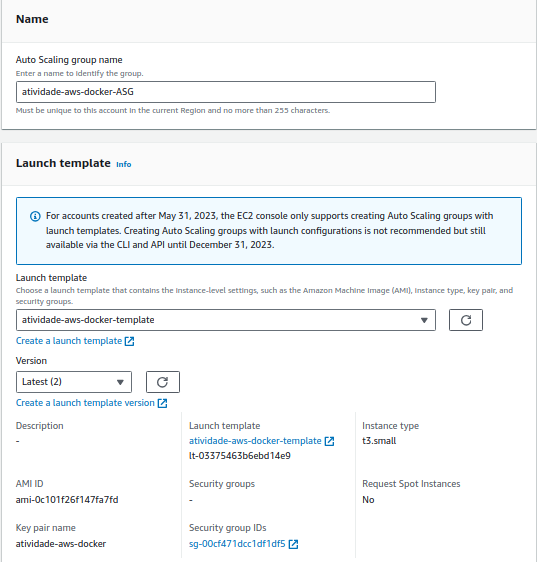 Name
Auto Scaling group name
Enter a name to identify the group.
atividade-aws-docker-ASG
Must be unique to this account in the current Region and no more than 255 characters.
Launch template Info
For accounts created after May 31, 2023, the EC2 console only supports creating Auto Scaling groups with
launch templates. Creating Auto Scaling groups with launch configurations is not recommended but still
available via the CLI and API until December 31, 2023.
Launch template
Choose a launch template that contains the instance-level settings, such as the Amazon Machine Image (AMI), instance type, key pair, and
security groups.
atividade-aws-docker-template
Create a launch template
Version
Latest (2)
Create a launch template version
Description
-
Launch template
atividade-aws-docker-template
lt-03375463b6ebd14e9
Instance type
t3.small
AMI ID
ami-0c101f26f147fa7fd
Security groups
-
Request Spot Instances
No
Key pair name
atividade-aws-docker
Security group IDs
sg-00cf471dcc1df1df5